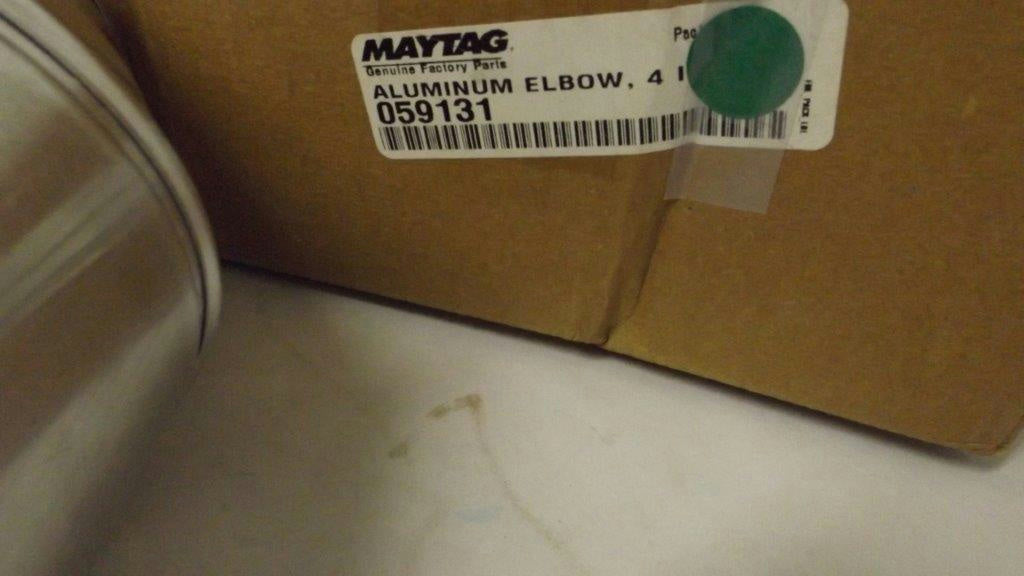 MAYTAG
Genuine Factory Parts
ALUMINUM ELBOW, 4
059131